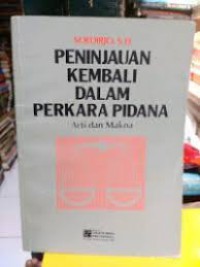 SOEDIRJO, S.H.
PENINJAUAN
KEMBALI
DALAM
PERKARA PIDANA
Arti dan Makna